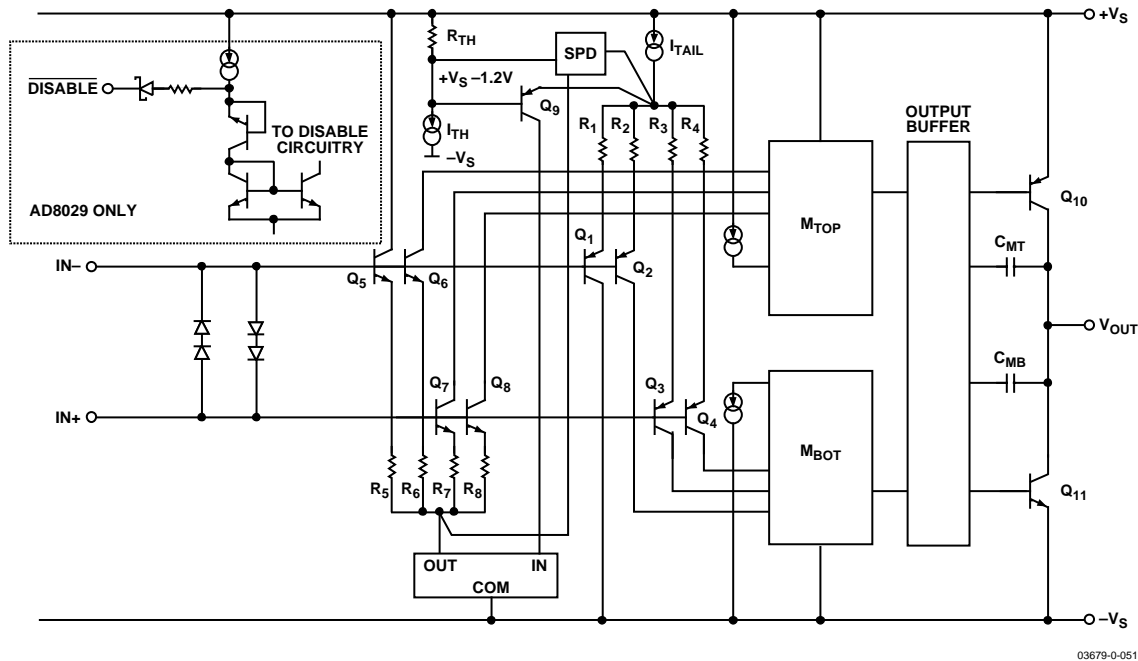 +VS
RTH
SPD
ITAIL
DISABLE
+VS –1.2V
Q9
R1 R2 R3 R4
OUTPUT
BUFFER
TO DISABLE
CIRCUITRY
ITH
–VS
AD8029 ONLY
Q10
MTOP
Q1
CMT
IN–
Q5 Q6
Q2
VOUT
CMB
Q7 Q8
Q3
IN+
Q4
MBOT
R5 R6 R7 R8
Q11
OUT IN
COM
–VS
03679-0-051